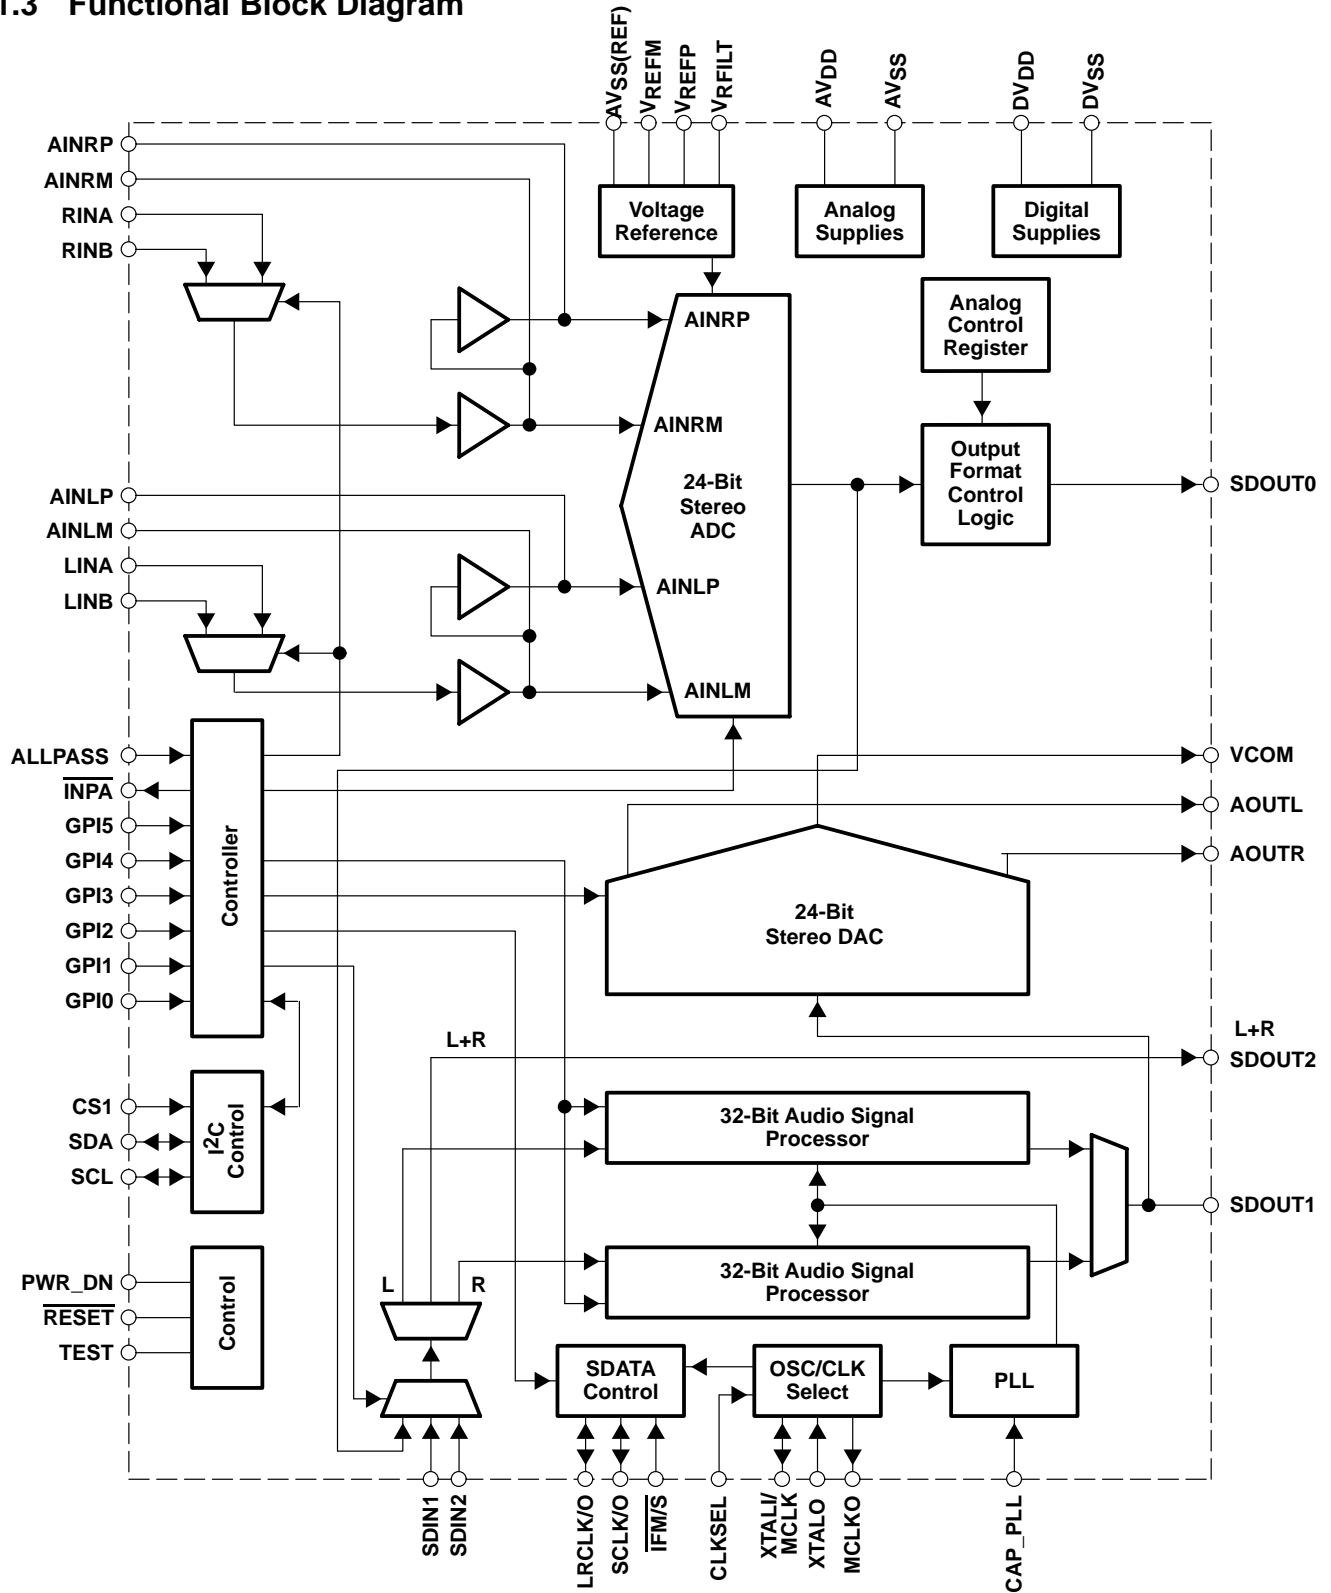 1.3 Functional Block Diagram
AVSS(REF)
VREFM
VREFP
VRFILT
AVDD
AVSS
DVDD
DVSS
AINRP
AINRM
RINA
RINB
Voltage
Reference
Analog
Supplies
Digital
Supplies
AINRP
AINRM
24-Bit
Stereo
ADC
AINLP
AINLM
Analog
Control
Register
Output
Format
Control
Logic
SDOUT0
AINLP
AINLM
LINA
LINB
ALLPASS
INPA
GPI5
GPI4
GPI3
GPI2
GPI1
GPI0
Controller
VCOM
AOUTL
AOUTR
24-Bit
Stereo DAC
L+R
L+R
SDOUT2
CS1
SDA
SCL
I2C
Control
32-Bit Audio Signal
Processor
SDOUT1
PWR_DN
RESET
TEST
Control
L
R
32-Bit Audio Signal
Processor
SDATA
Control
OSC/CLK
Select
PLL
SDIN1
SDIN2
LRCLK/O
SCLK/O
IFM/S
CLKSEL
XTALI/
MCLK
XTALO
MCLKO
CAP_PLL